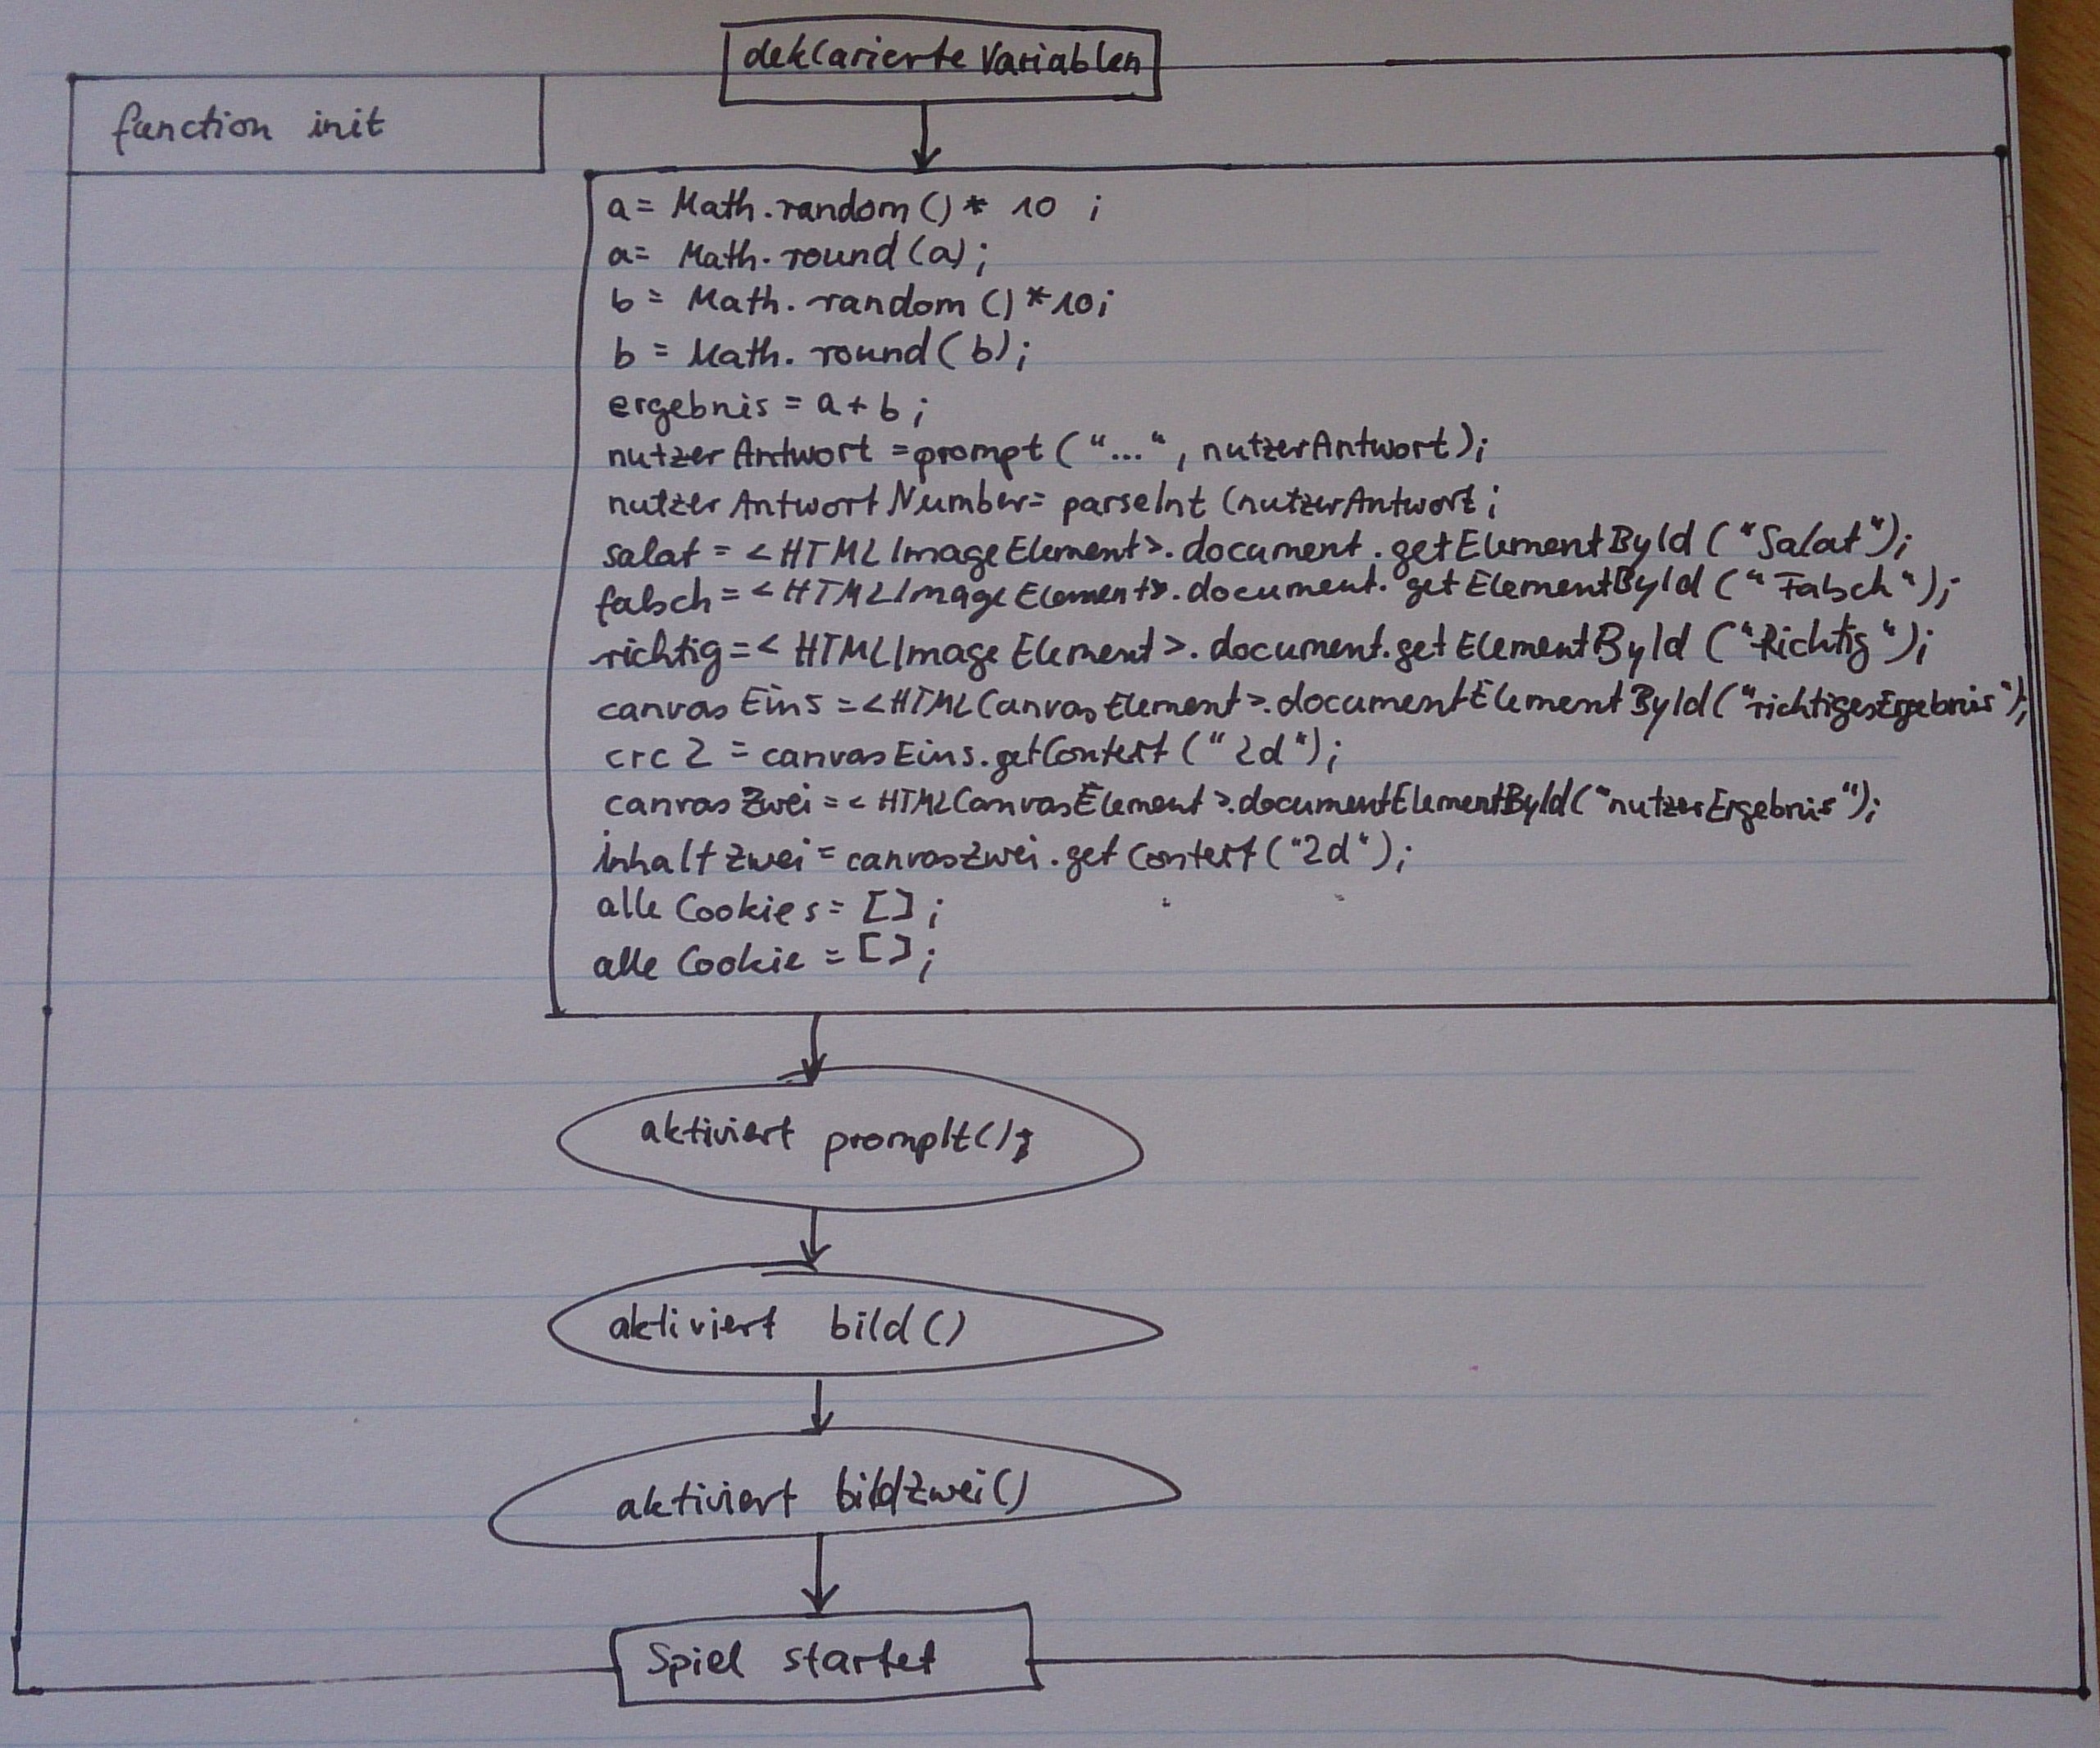 deklarierte Variablen
function init
a = Math.random () * 10 ;
a = Math.round (a);
b = Math.random () * 10;
b = Math.round (b);
ergebnis = a + b ;
nutzerAntwort = prompt ("...", nutzerAntwort);
nutzerAntwortNumber = parseInt (nutzerAntwort ;
salat = <HTMLImageElement>.document.getElementById ("Salat");
falsch = <HTMLImageElement>.document.getElementById ("Falsch");
richtig = <HTMLImageElement>.document.getElementById ("Richtig");
canvasEins = <HTMLCanvasElement>.documentElementById ("richtigesErgebnis");
crc 2 = canvasEins.getContext ("2d");
canvasZwei = <HTMLCanvasElement>.documentElementById ("nutzerErgebnis");
inhaltZwei = canvasZwei.getContext ("2d");
alleCookies = [];
alleCookie = [];
aktiviert promplt();
aktiviert bild()
aktiviert bildzwei()
Spiel startet